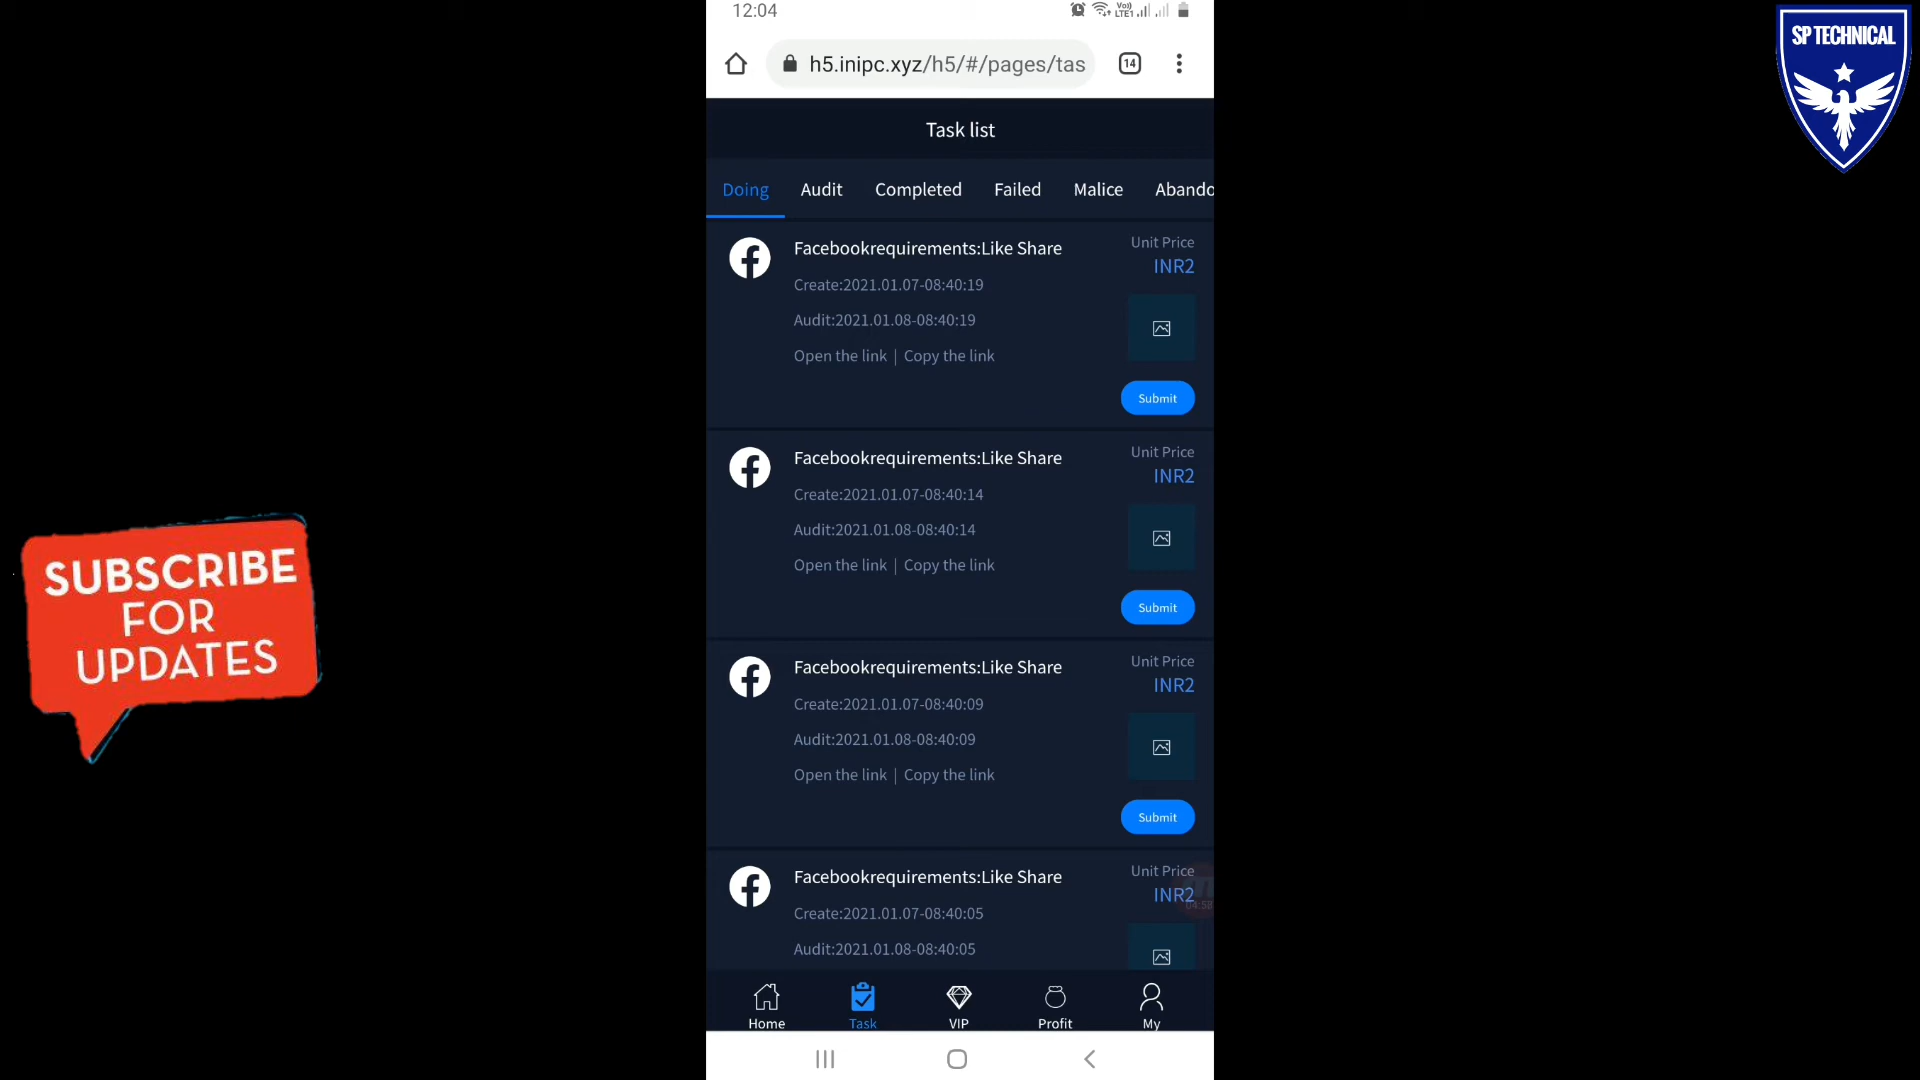 12:04
Vo)
LTE1
h5.inipc.xyz/h5/#/pages/tas
14
SP TECHNICAL
Task list
Doing Audit Completed Failed Malice Abando
Facebookrequirements:Like Share
Unit Price
INR2
Create:2021.01.07-08:40:19
Audit:2021.01.08-08:40:19
Open the link | Copy the link
Submit
Facebookrequirements:Like Share
Unit Price
INR2
Create:2021.01.07-08:40:14
Audit:2021.01.08-08:40:14
Open the link | Copy the link
Submit
SUBSCRIBE
FOR
UPDATES
Facebookrequirements:Like Share
Unit Price
INR2
Create:2021.01.07-08:40:09
Audit:2021.01.08-08:40:09
Open the link | Copy the link
Submit
Facebookrequirements:Like Share
Unit Price
INR2
04:58
Create:2021.01.07-08:40:05
Audit:2021.01.08-08:40:05
Home Task VIP Profit My